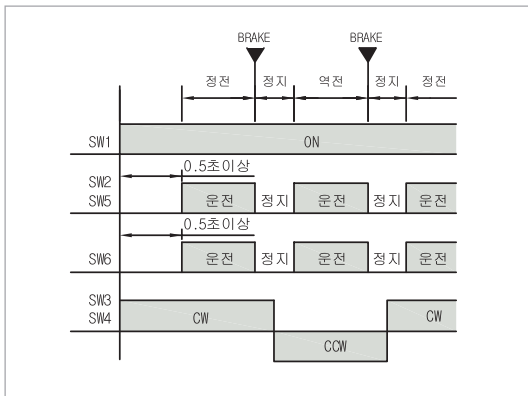 BRAKE BRAKE
정전 정지 역전 정지 정전
SW1 ON
0.5초이상
SW2
SW5 운전 정지 운전 정지 운전
0.5초이상
SW6 운전 정지 운전 정지 운전
SW3
SW4 CW CW
CCW